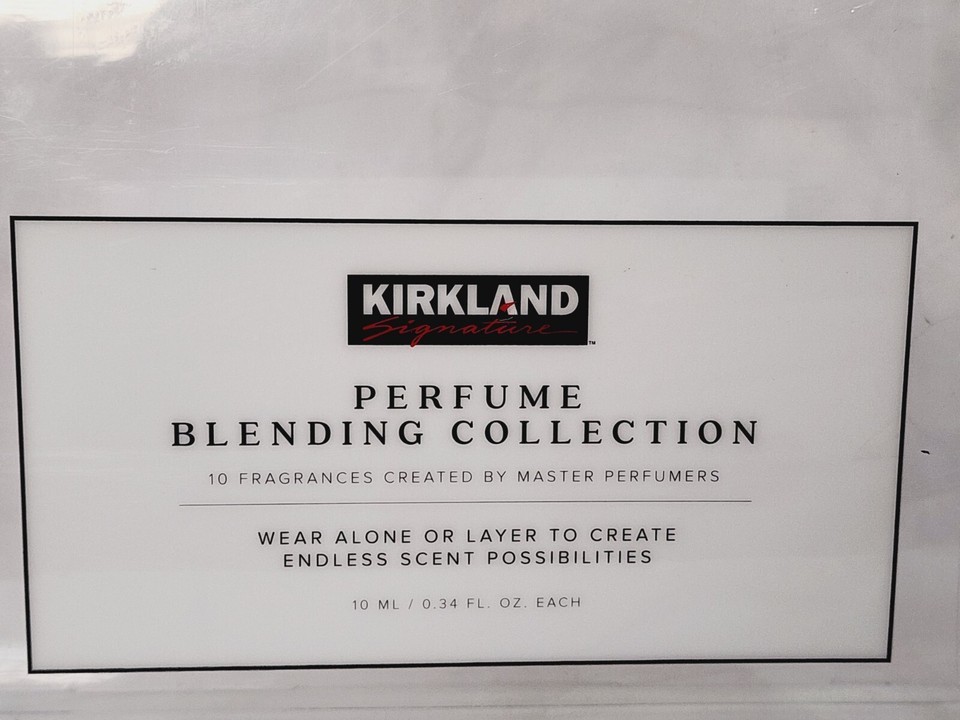 KIRKLAND
Signature™
PERFUME
BLENDING COLLECTION
10 FRAGRANCES CREATED BY MASTER PERFUMERS
WEAR ALONE OR LAYER TO CREATE
ENDLESS SCENT POSSIBILITIES
10 ML / 0.34 FL. OZ. EACH